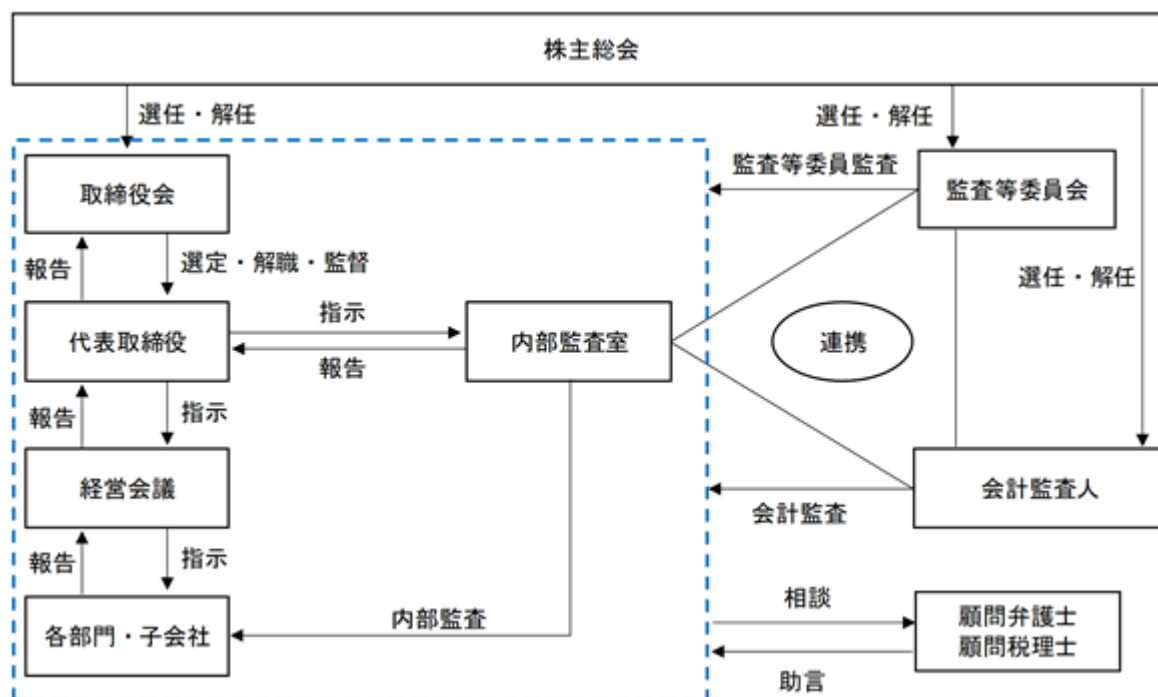 株主総会
選任・解任
選任・解任
監査等委員監査
取締役会
監査等委員会
報告
選定・解職・監督
選任・解任
指示
代表取締役
内部監査室
連携
報告
報告
指示
経営会議
会計監査人
会計監査
報告
指示
相談
内部監査
各部門・子会社
顧問弁護士
顧問税理士
助言